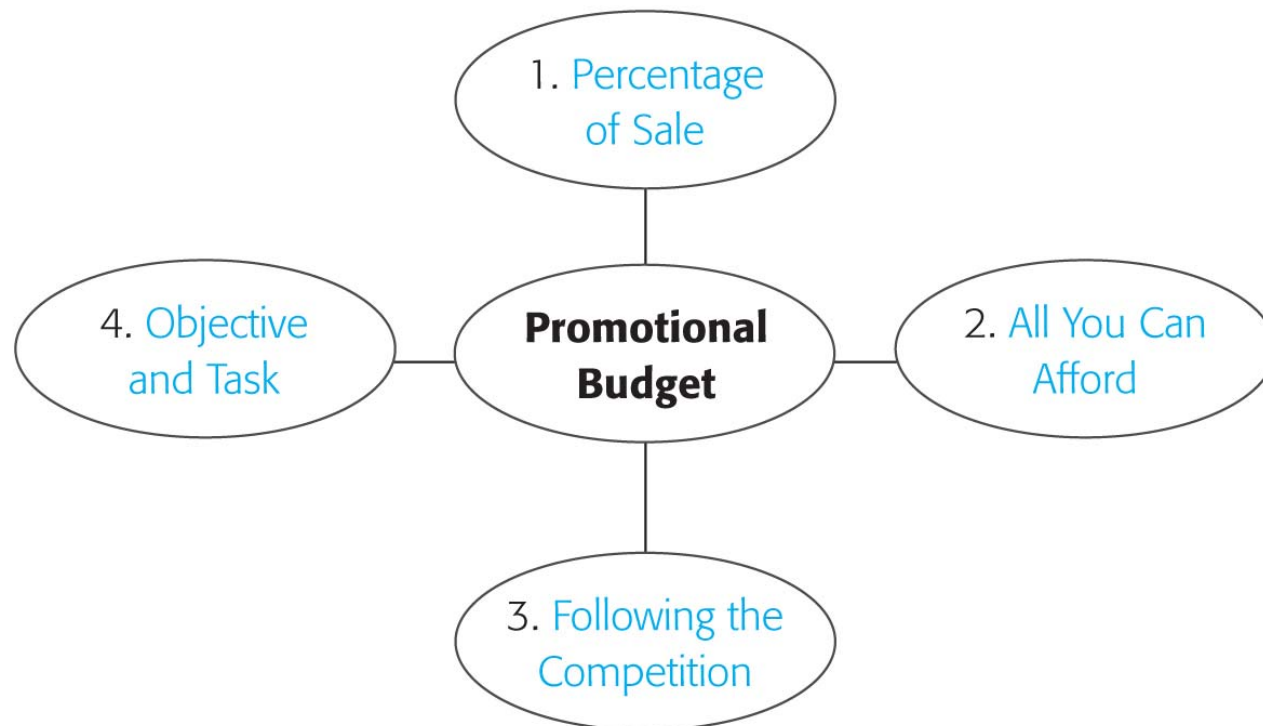 1. Percentage
of Sale
4. Objective
and Task
Promotional
Budget
2. All You Can
Afford
3. Following the
Competition